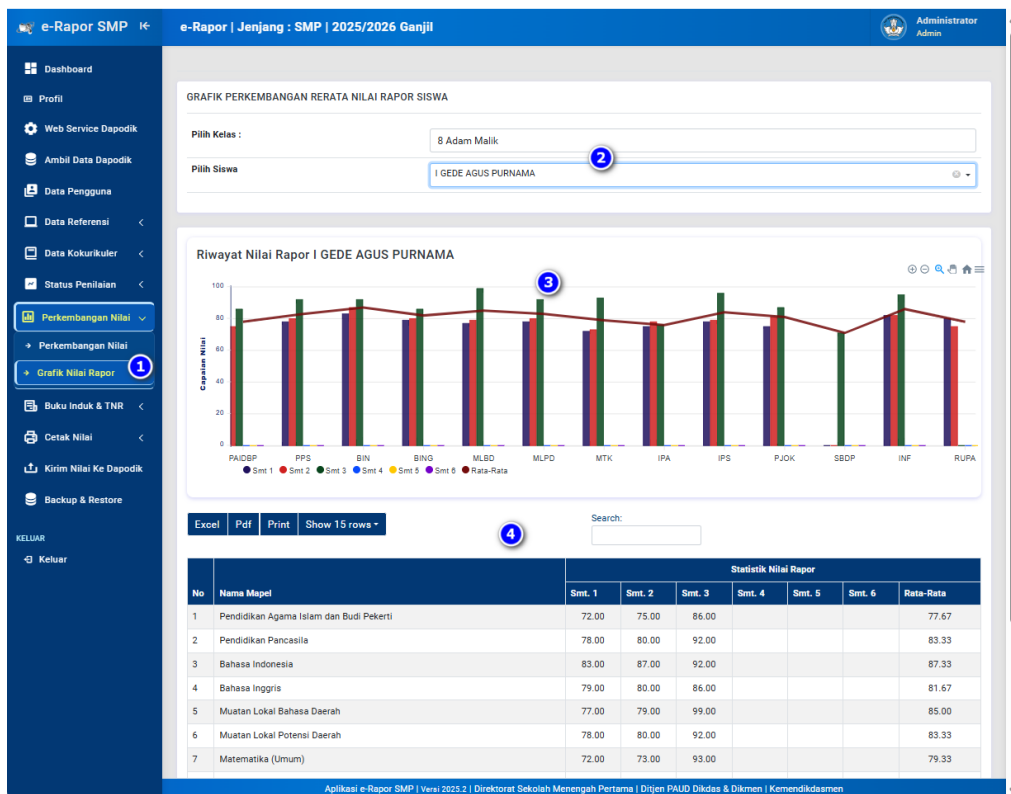 e-Rapor SMP
e-Rapor | Jenjang : SMP | 2025/2026 Ganjil
Administrator
Admin
Dashboard
Profil
Web Service Dapodik
Ambil Data Dapodik
Data Pengguna
Data Referensi
Data Kokurikuler
Status Penilaian
Perkembangan Nilai
Perkembangan Nilai
Grafik Nilai Rapor
1
Buku Induk & TNR
Cetak Nilai
Kirim Nilai Ke Dapodik
Backup & Restore
KELUAR
Keluar
GRAFIK PERKEMBANGAN RERATA NILAI RAPOR SISWA
Pilih Kelas :
8 Adam Malik
2
Pilih Siswa
I GEDE AGUS PURNAMA
Riwayat Nilai Rapor I GEDE AGUS PURNAMA
3
Capaian Nilai
100
80
60
40
20
0
PAIDBP PPS BIN BING MLBD MLPD MTK IPA IPS PJOK SBDP INF RUPA
Smt 1 Smt 2 Smt 3 Smt 4 Smt 5 Smt 6 Rata-Rata
Excel Pdf Print Show 15 rows
4
Search:
No Nama Mapel Statistik Nilai Rapor
Smt. 1 Smt. 2 Smt. 3 Smt. 4 Smt. 5 Smt. 6 Rata-Rata
1 Pendidikan Agama Islam dan Budi Pekerti 72.00 75.00 86.00 77.67
2 Pendidikan Pancasila 78.00 80.00 92.00 83.33
3 Bahasa Indonesia 83.00 87.00 92.00 87.33
4 Bahasa Inggris 79.00 80.00 86.00 81.67
5 Muatan Lokal Bahasa Daerah 77.00 79.00 99.00 85.00
6 Muatan Lokal Potensi Daerah 78.00 80.00 92.00 83.33
7 Matematika (Umum) 72.00 73.00 93.00 79.33
Aplikasi e-Rapor SMP | Versi 2025.2 | Direktorat Sekolah Menengah Pertama | Ditjen PAUD Dikdas & Dikmen | Kemendikdasmen